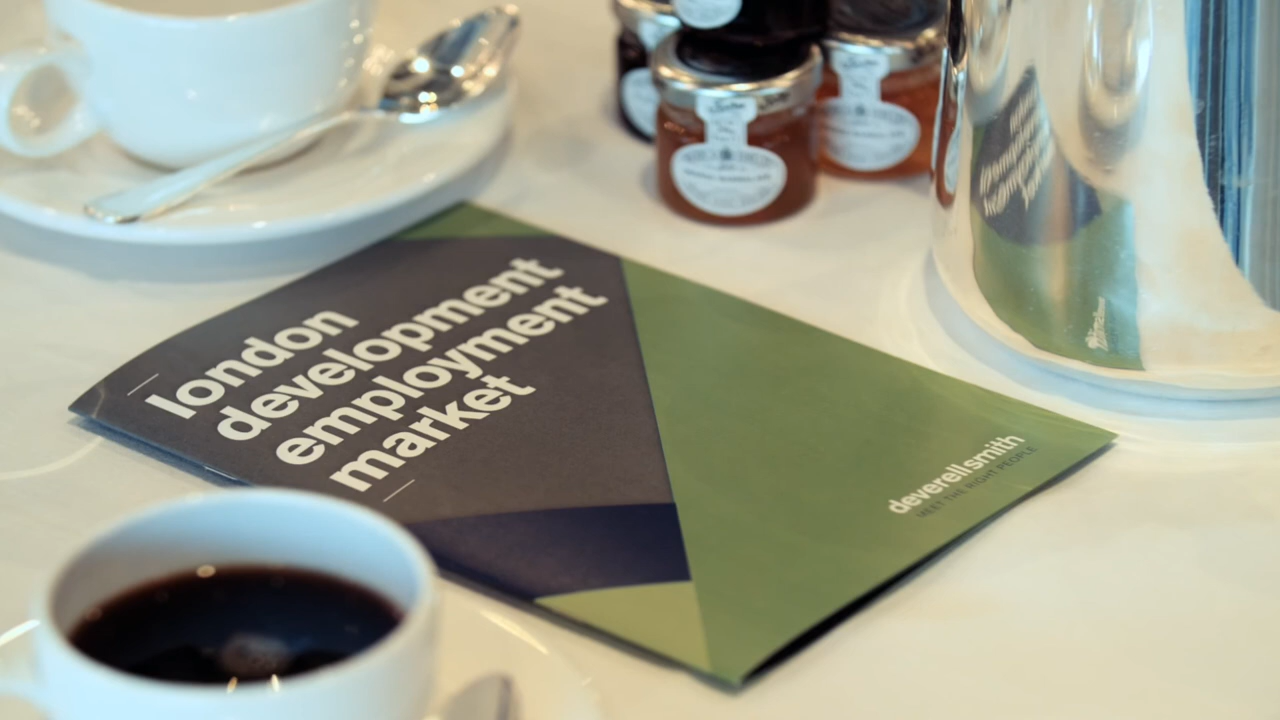 london
development
employment
market
deverellsmith
MEET THE RIGHT PEOPLE